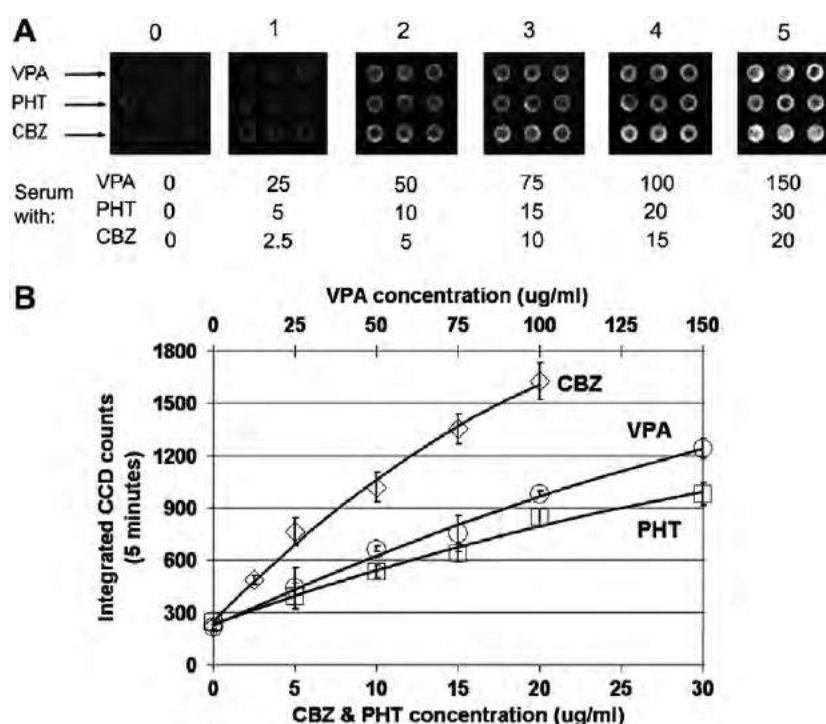 A
0 1 2 3 4 5
VPA
PHT
CBZ
Serum with:
VPA 0 25 50 75 100 150
PHT 0 5 10 15 20 30
CBZ 0 2.5 5 10 15 20
B
VPA concentration (ug/ml)
0 25 50 75 100 125 150
1800
1500
1200
900
600
300
0
Integrated CCD counts
(5 minutes)
CBZ
VPA
PHT
0 5 10 15 20 25 30
CBZ & PHT concentration (ug/ml)